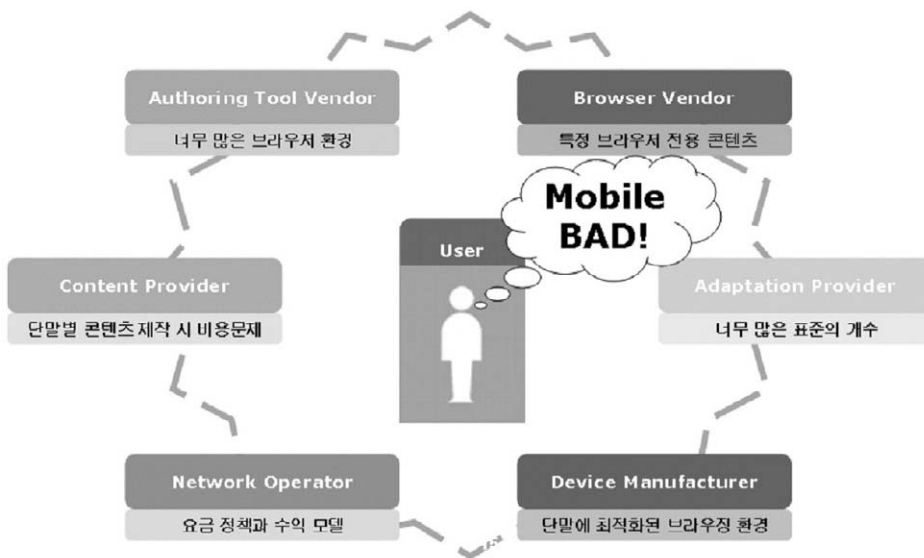 Authoring Tool Vendor
너무 많은 브라우저 환경
Browser Vendor
특정 브라우저 전용 콘텐츠
Mobile
BAD!
User
Content Provider
단말별 콘텐츠 제작 시 비용문제
Adaptation Provider
너무 많은 표준의 개수
Network Operator
요금 정책과 수익 모델
Device Manufacturer
단말에 최적화된 브라우징 환경